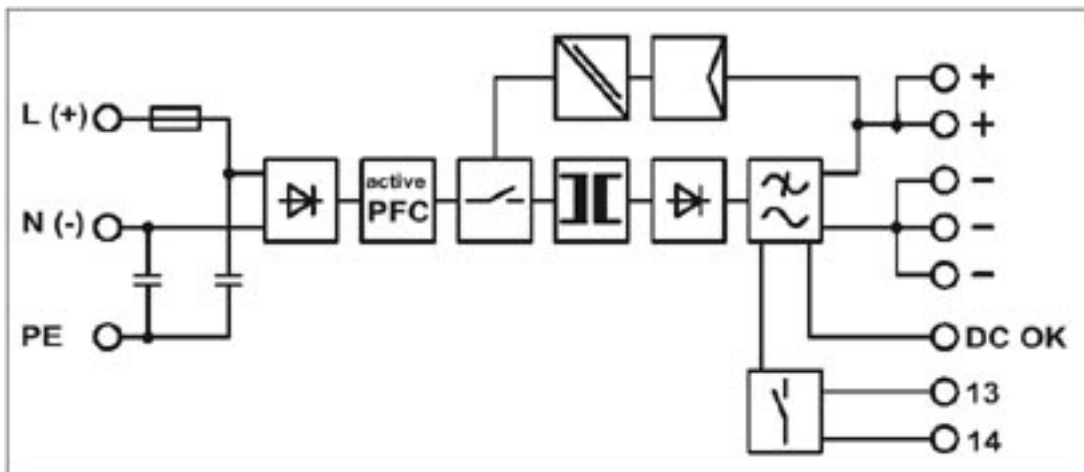 L (+)
N (-)
PE
active
PFC
+
+
-
-
-
DC OK
13
14